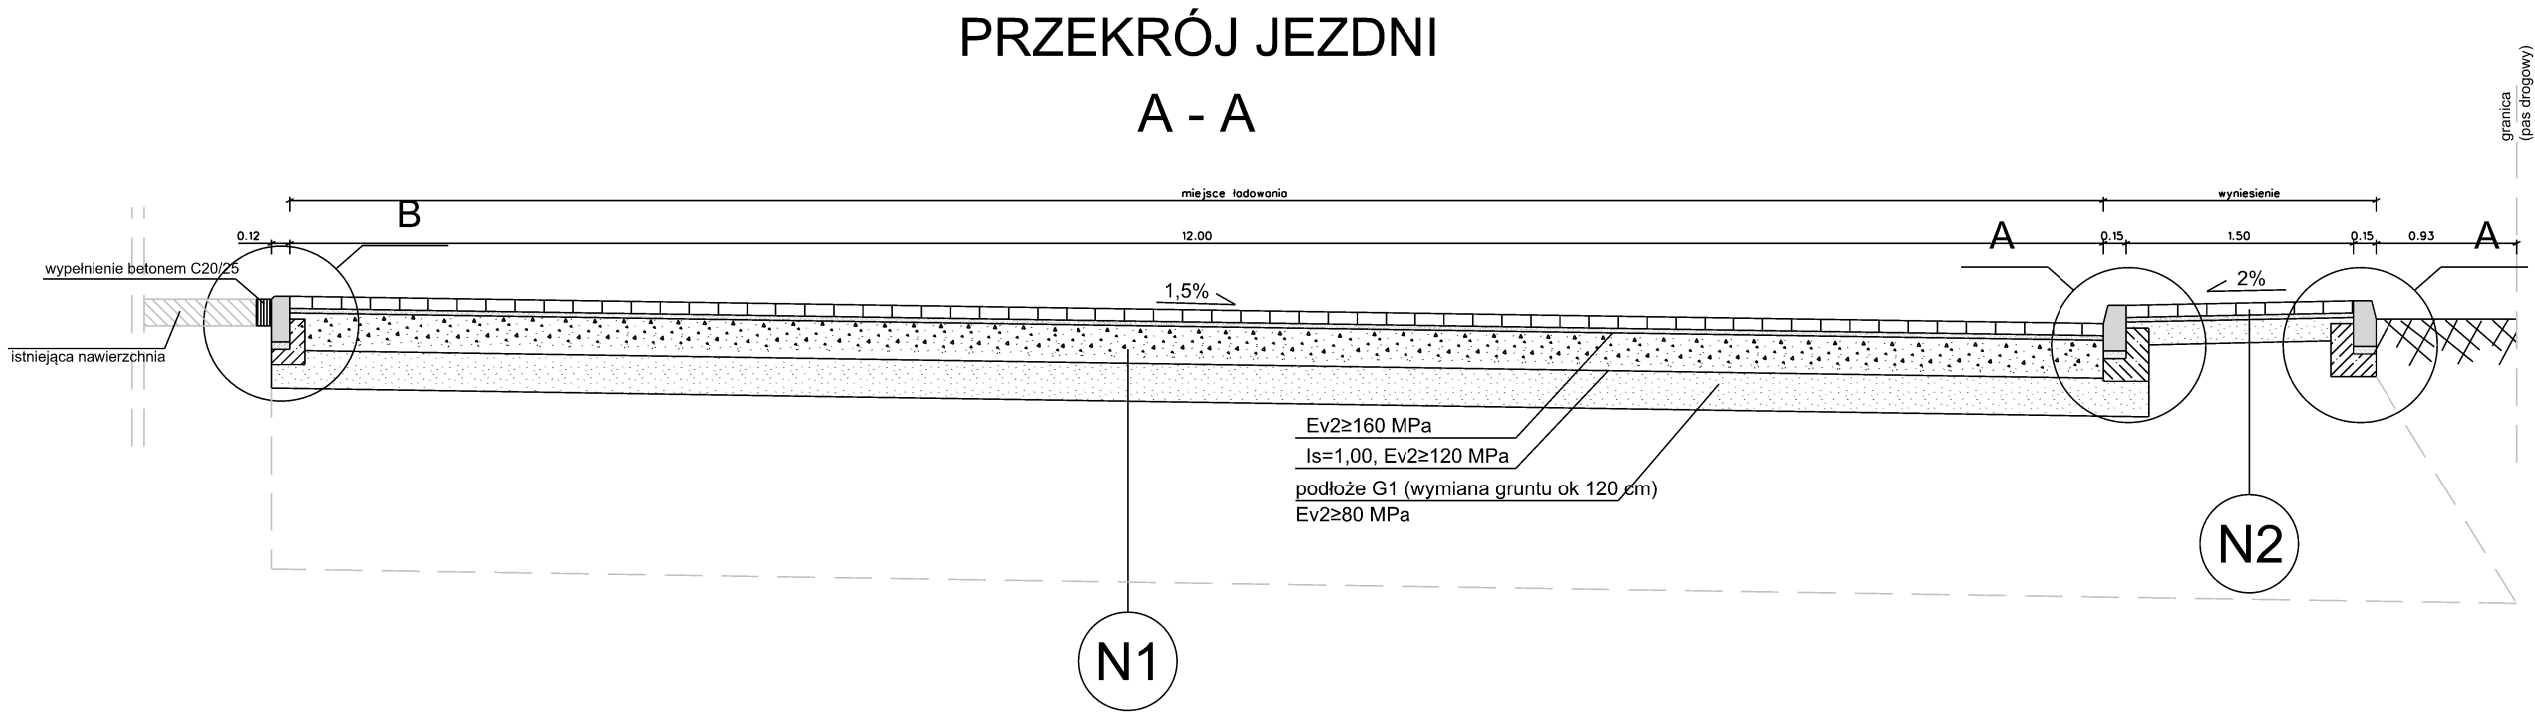 PRZEKRÓJ JEZDNI
A - A
granica
(pas drogowy)
miejsce ładowania
wyniesienie
B
A
A
0.12
12.00
0.15
1.50
0.15
0.93
wypełnienie betonem C20/25
1,5%
2%
istniejąca nawierzchnia
Ev2≥160 MPa
Is=1,00, Ev2≥120 MPa
podłoże G1 (wymiana gruntu ok 120 cm)
Ev2≥80 MPa
N2
N1